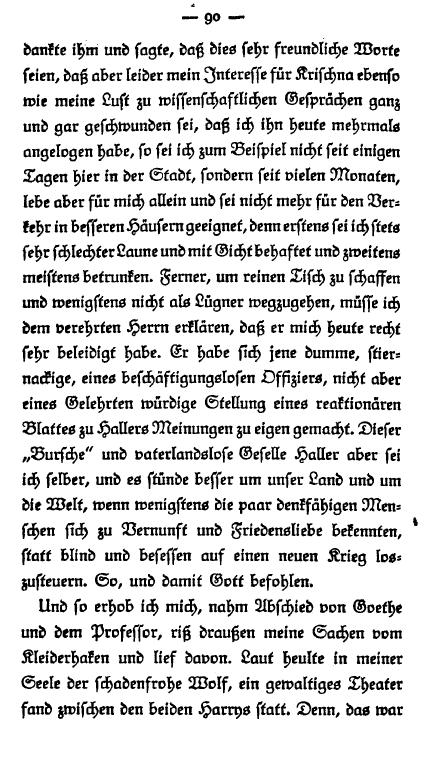 — 90 —
dankte ihm und sagte, daß dies sehr freundliche Worte
seien, daß aber leider mein Interesse für Krischna ebenso
wie meine Lust zu wissenschaftlichen Gesprächen ganz
und gar geschwunden sei, daß ich ihn heute mehrmals
angelogen habe, so sei ich zum Beispiel nicht seit einigen
Tagen hier in der Stadt, sondern seit vielen Monaten,
lebe aber für mich allein und sei nicht mehr für den Ver-
kehr in besseren Häusern geeignet, denn erstens sei ich stets
sehr schlechter Laune und mit Gicht behaftet und zweitens
meistens betrunken. Ferner, um reinen Tisch zu schaffen
und wenigstens nicht als Lügner wegzugehen, müsse ich
dem verehrten Herrn erklären, daß er mich heute recht
sehr beleidigt habe. Er habe sich jene dumme, stier-
nackige, eines beschäftigungslosen Offiziers, nicht aber
eines Gelehrten würdige Stellung eines reaktionären
Blattes zu Hallers Meinungen zu eigen gemacht. Dieser
„Bursche“ und vaterlandslose Geselle Haller aber sei
ich selber, und es stünde besser um unser Land und um
die Welt, wenn wenigstens die paar denkfähigen Men-
schen sich zu Vernunft und Friedensliebe bekennten,
statt blind und besessen auf einen neuen Krieg los-
zusteuern. So, und damit Gott befohlen.
Und so erhob ich mich, nahm Abschied von Goethe
und dem Professor, riß draußen meine Sachen vom
Kleiderhaken und lief davon. Laut heulte in meiner
Seele der schadenfrohe Wolf, ein gewaltiges Theater
fand zwischen den beiden Harrys statt. Denn, das war